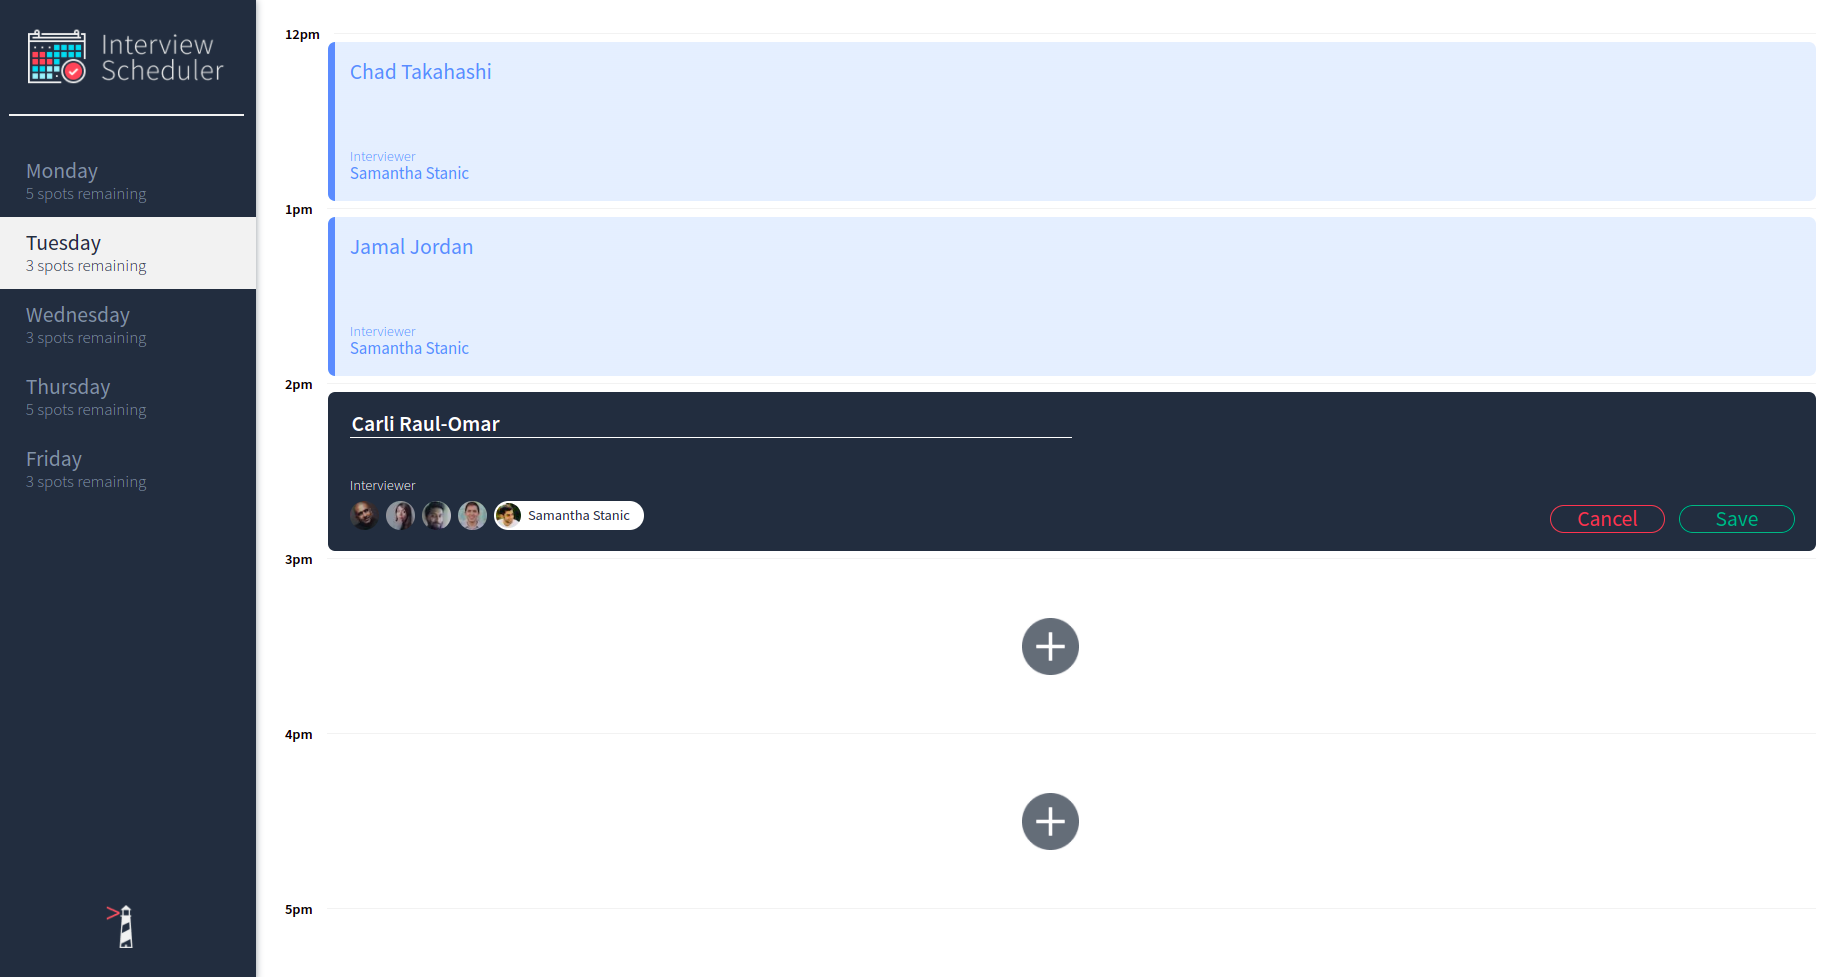 Interview
Scheduler
Monday
5 spots remaining
Tuesday
3 spots remaining
Wednesday
3 spots remaining
Thursday
5 spots remaining
Friday
3 spots remaining
12pm
Chad Takahashi
Interviewer
Samantha Stanic
1pm
Jamal Jordan
Interviewer
Samantha Stanic
2pm
Carli Raul-Omar
Interviewer
Samantha Stanic
Cancel
Save
3pm
4pm
5pm